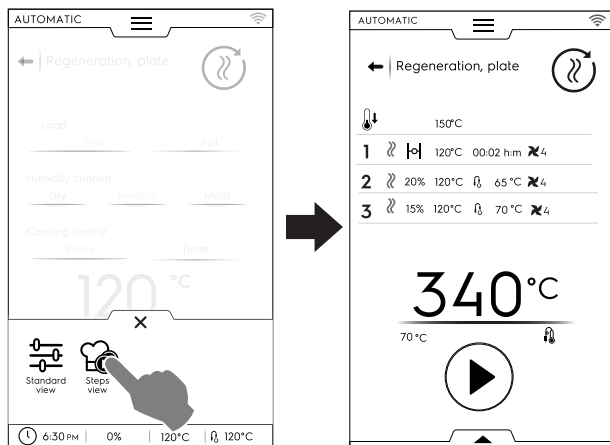 AUTOMATIC
Regeneration, plate
Load
Half Full
Humidity content
Dry Medium Moist
Cooking control
Probe Timer
120 °C
Standard view
Steps view
6:30 PM 0% 120°C 120°C
AUTOMATIC
Regeneration, plate
150°C
1 120°C 00:02 h:m 4
2 20% 120°C 65 °C 4
3 15% 120°C 70 °C 4
340°C
70 °C